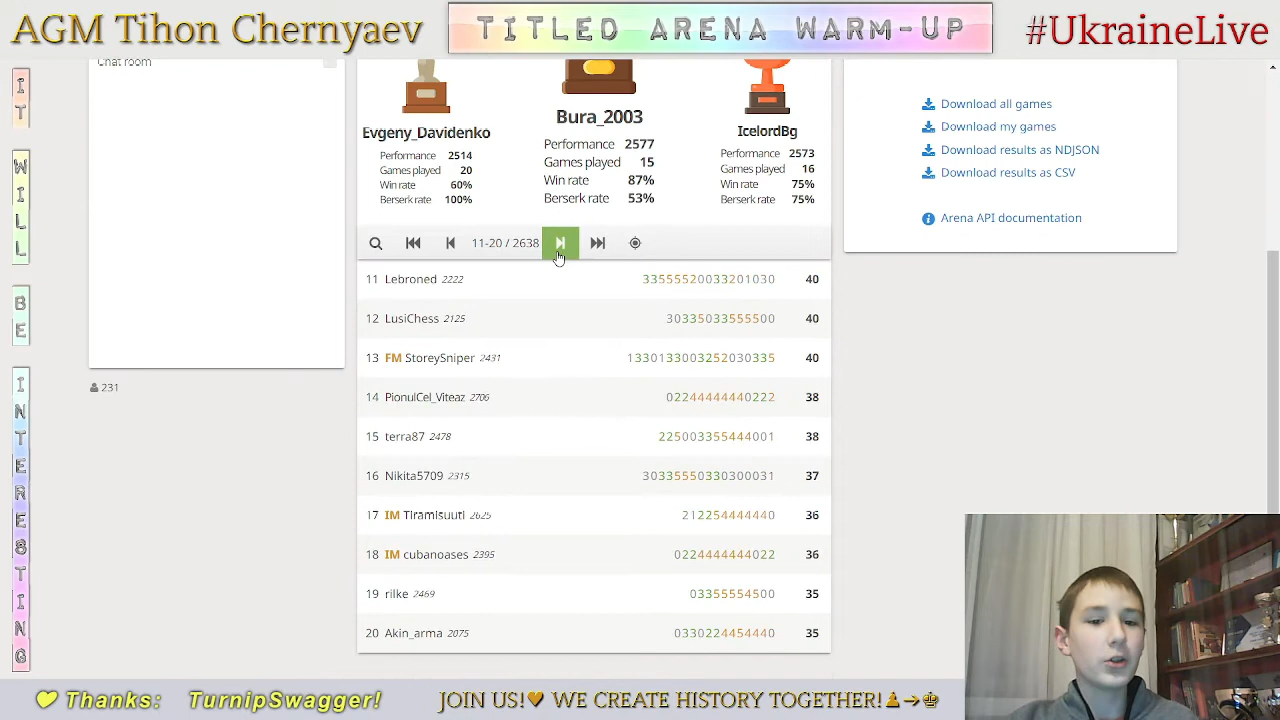 AGM Tihon Chernyaev
TITLED ARENA WARM-UP
#UkraineLive
IT
WILL
BE
INTERESTING
Chat room
231
Evgeny_Davidenko
Performance 2514
Games played 20
Win rate 60%
Berserk rate 100%
Bura_2003
Performance 2577
Games played 15
Win rate 87%
Berserk rate 53%
IcelordBg
Performance 2573
Games played 16
Win rate 75%
Berserk rate 75%
11-20 / 2638
11 Lebroned 2222 33555520033201030 40
12 LusiChess 2125 30335033555500 40
13 FM StoreySniper 2431 1330133003252030335 40
14 PionulCel_Viteaz 2706 02244444440222 38
15 terra87 2478 225003355444001 38
16 Nikita5709 2315 30335550330300031 37
17 IM Tiramisuuti 2625 212254444440 36
18 IM cubanoases 2395 0224444444022 36
19 rilke 2469 03355554500 35
20 Akin_arma 2075 0330224454440 35
Download all games
Download my games
Download results as NDJSON
Download results as CSV
Arena API documentation
Thanks: TurnipSwagger!
JOIN US! WE CREATE HISTORY TOGETHER!